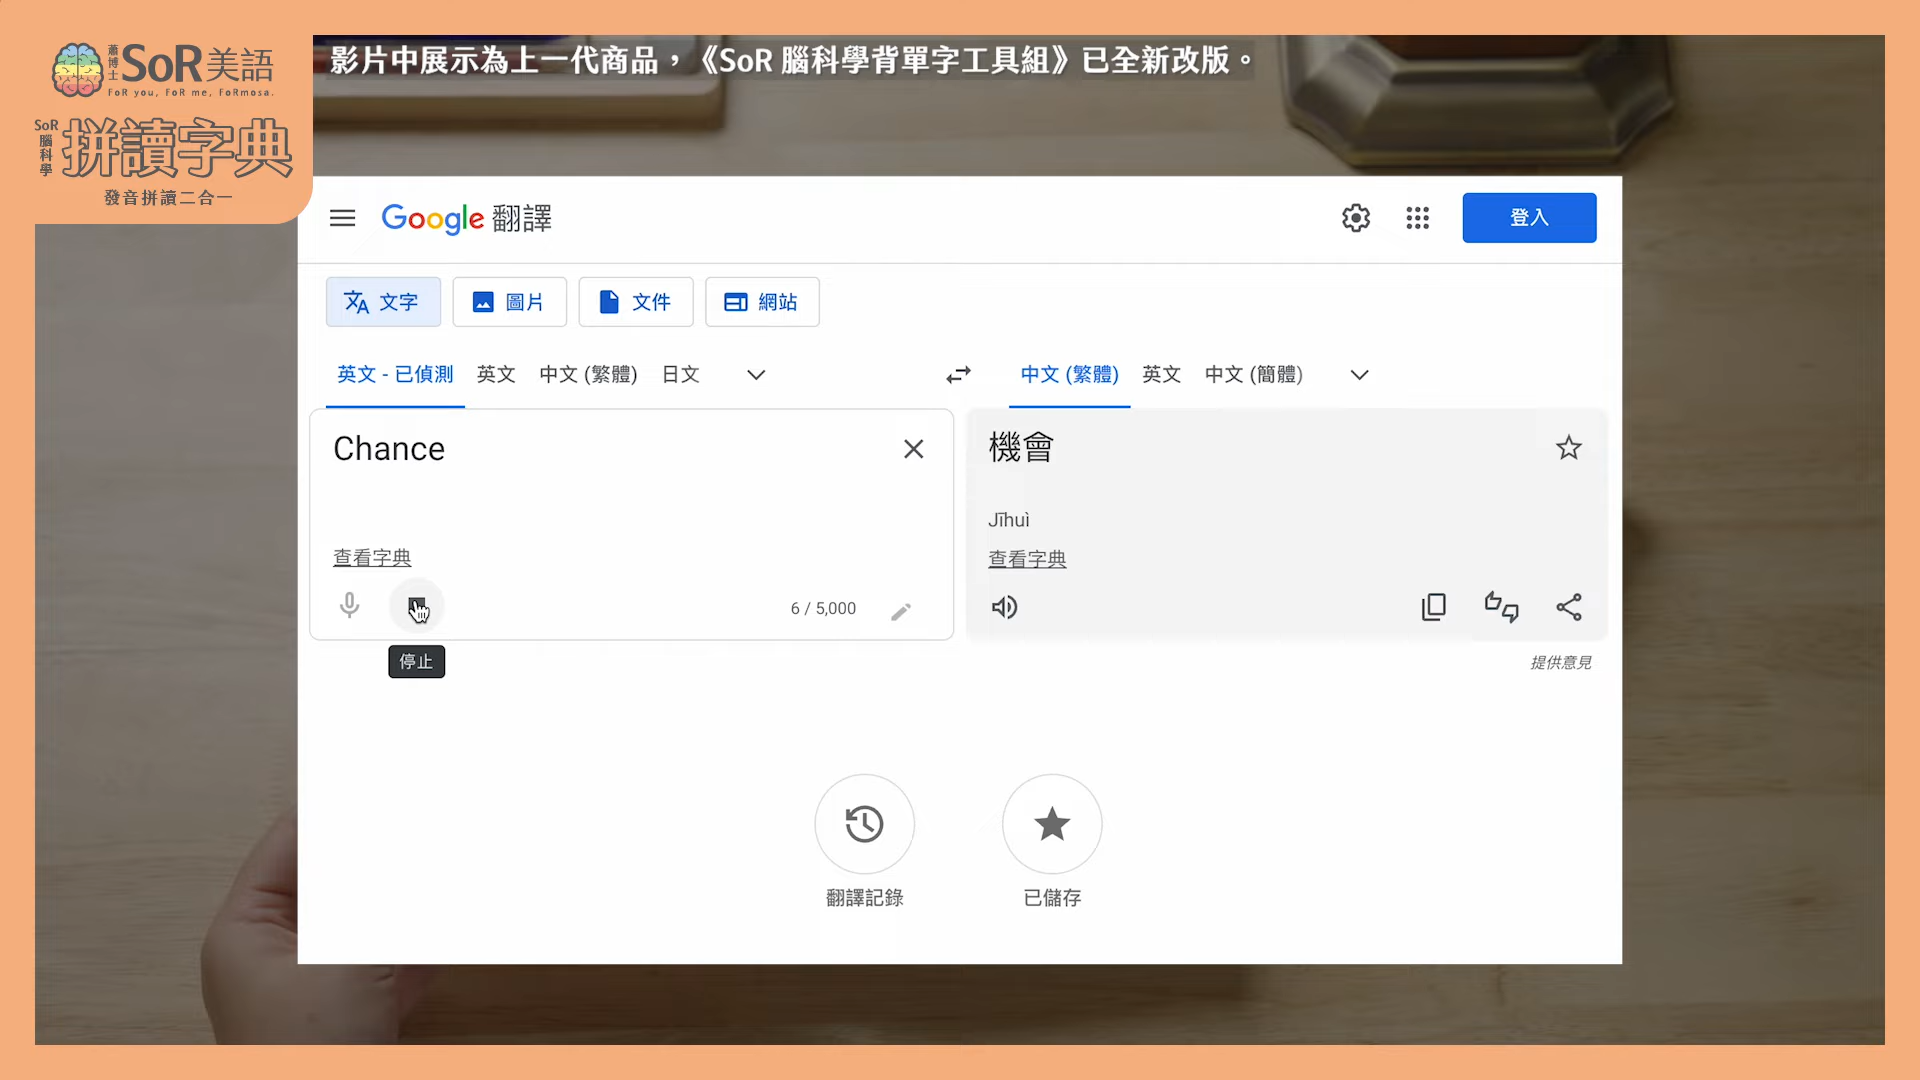 蕭博士 SoR美語
FoR you, FoR me, FoRmosa.
SoR腦科學 拼讀字典
發音拼讀二合一
影片中展示為上一代商品，《SoR 腦科學背單字工具組》已全新改版。
Google 翻譯
登入
文字 圖片 文件 網站
英文 - 已偵測 英文 中文 (繁體) 日文
中文 (繁體) 英文 中文 (簡體)
Chance
查看字典
6 / 5,000
停止
機會
Jīhuì
查看字典
提供意見
翻譯記錄 已儲存